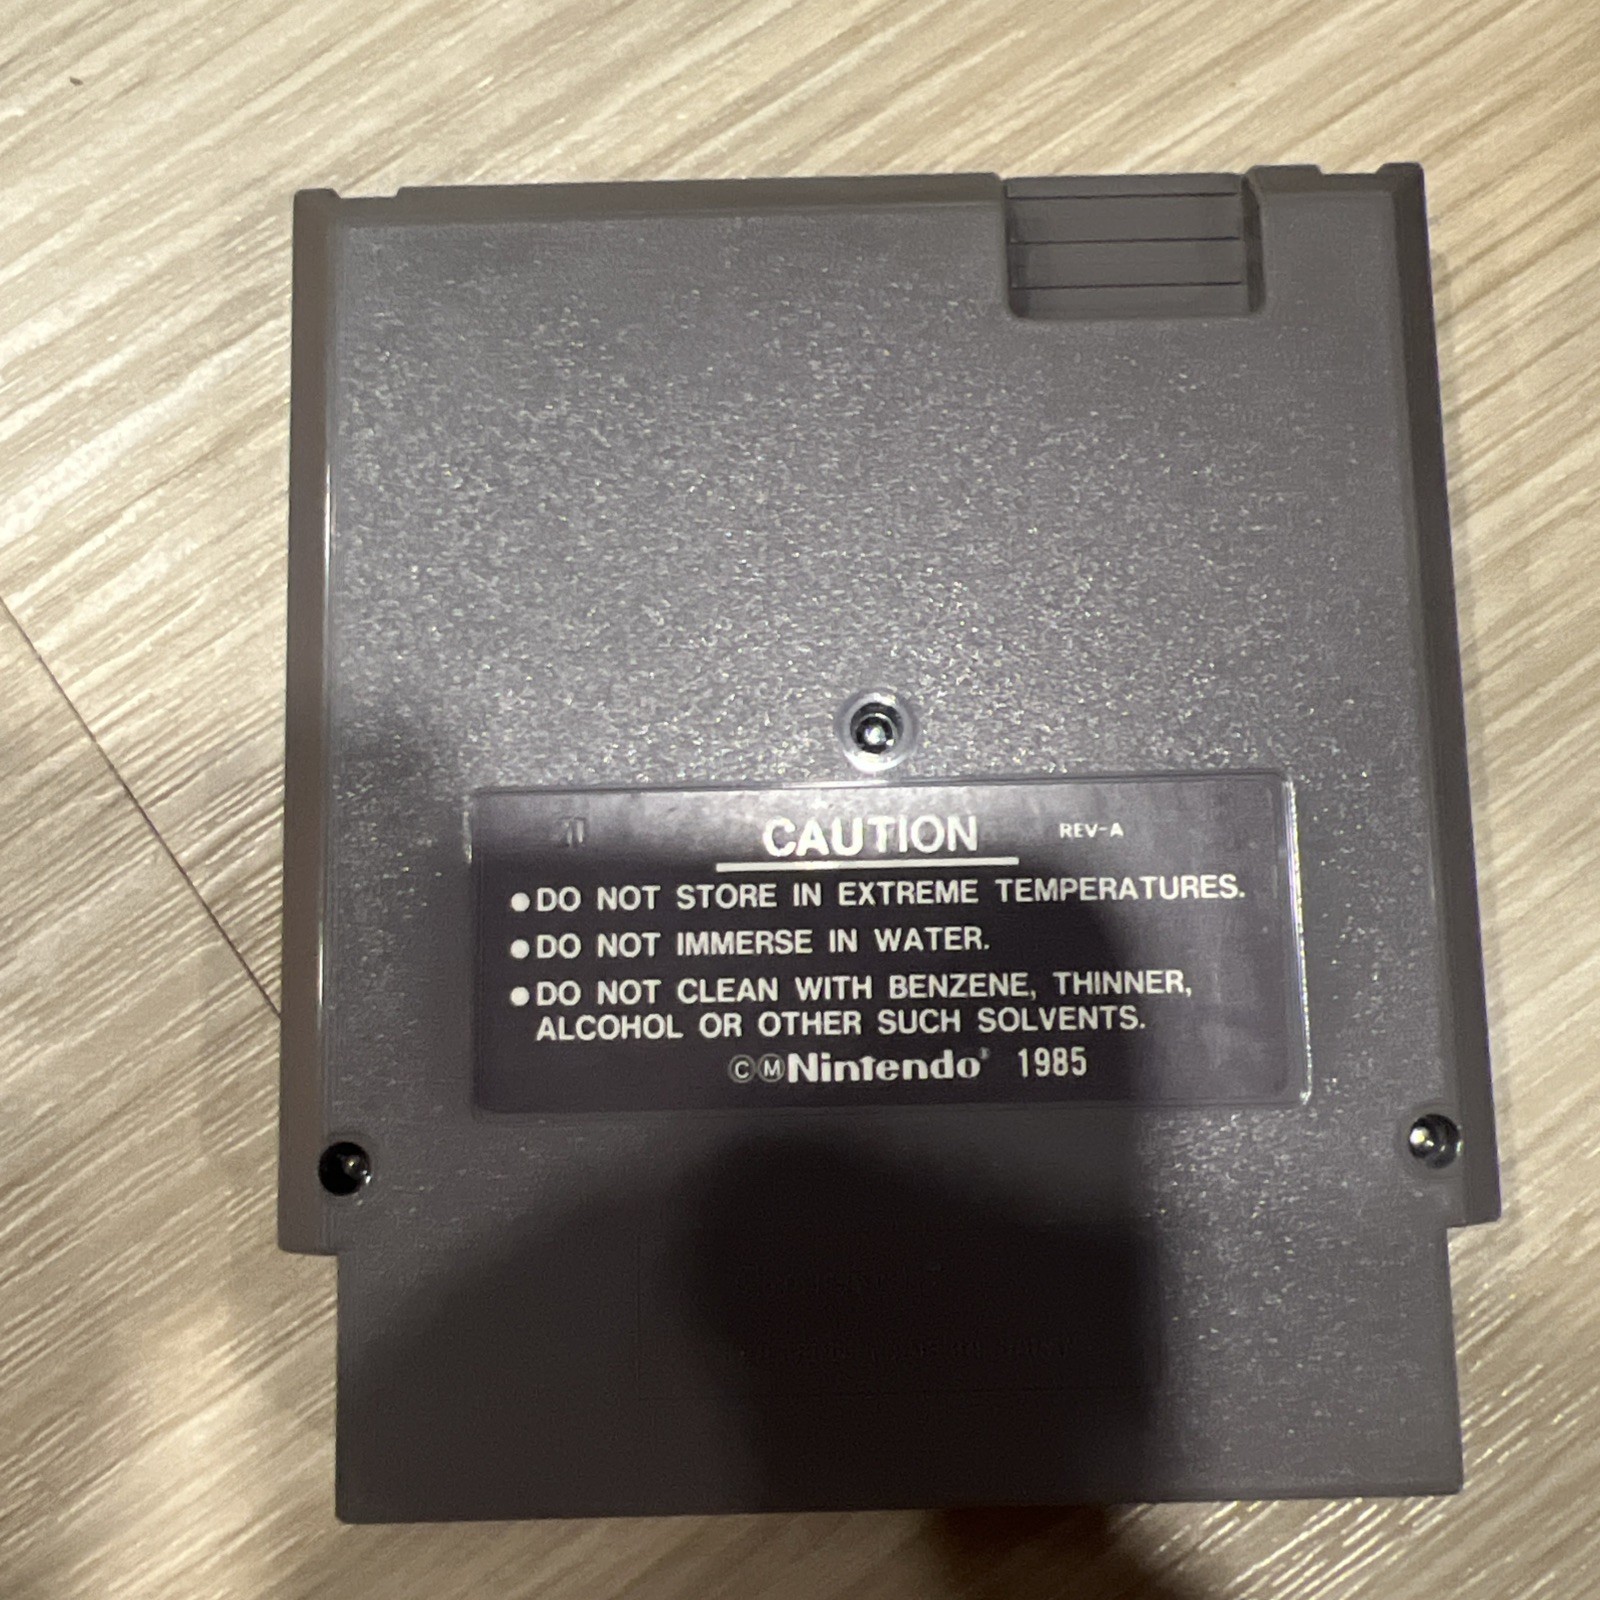 CAUTION REV-A
●DO NOT STORE IN EXTREME TEMPERATURES.
●DO NOT IMMERSE IN WATER.
●DO NOT CLEAN WITH BENZENE, THINNER,
ALCOHOL OR OTHER SUCH SOLVENTS.
ⒸⓂNintendo® 1985